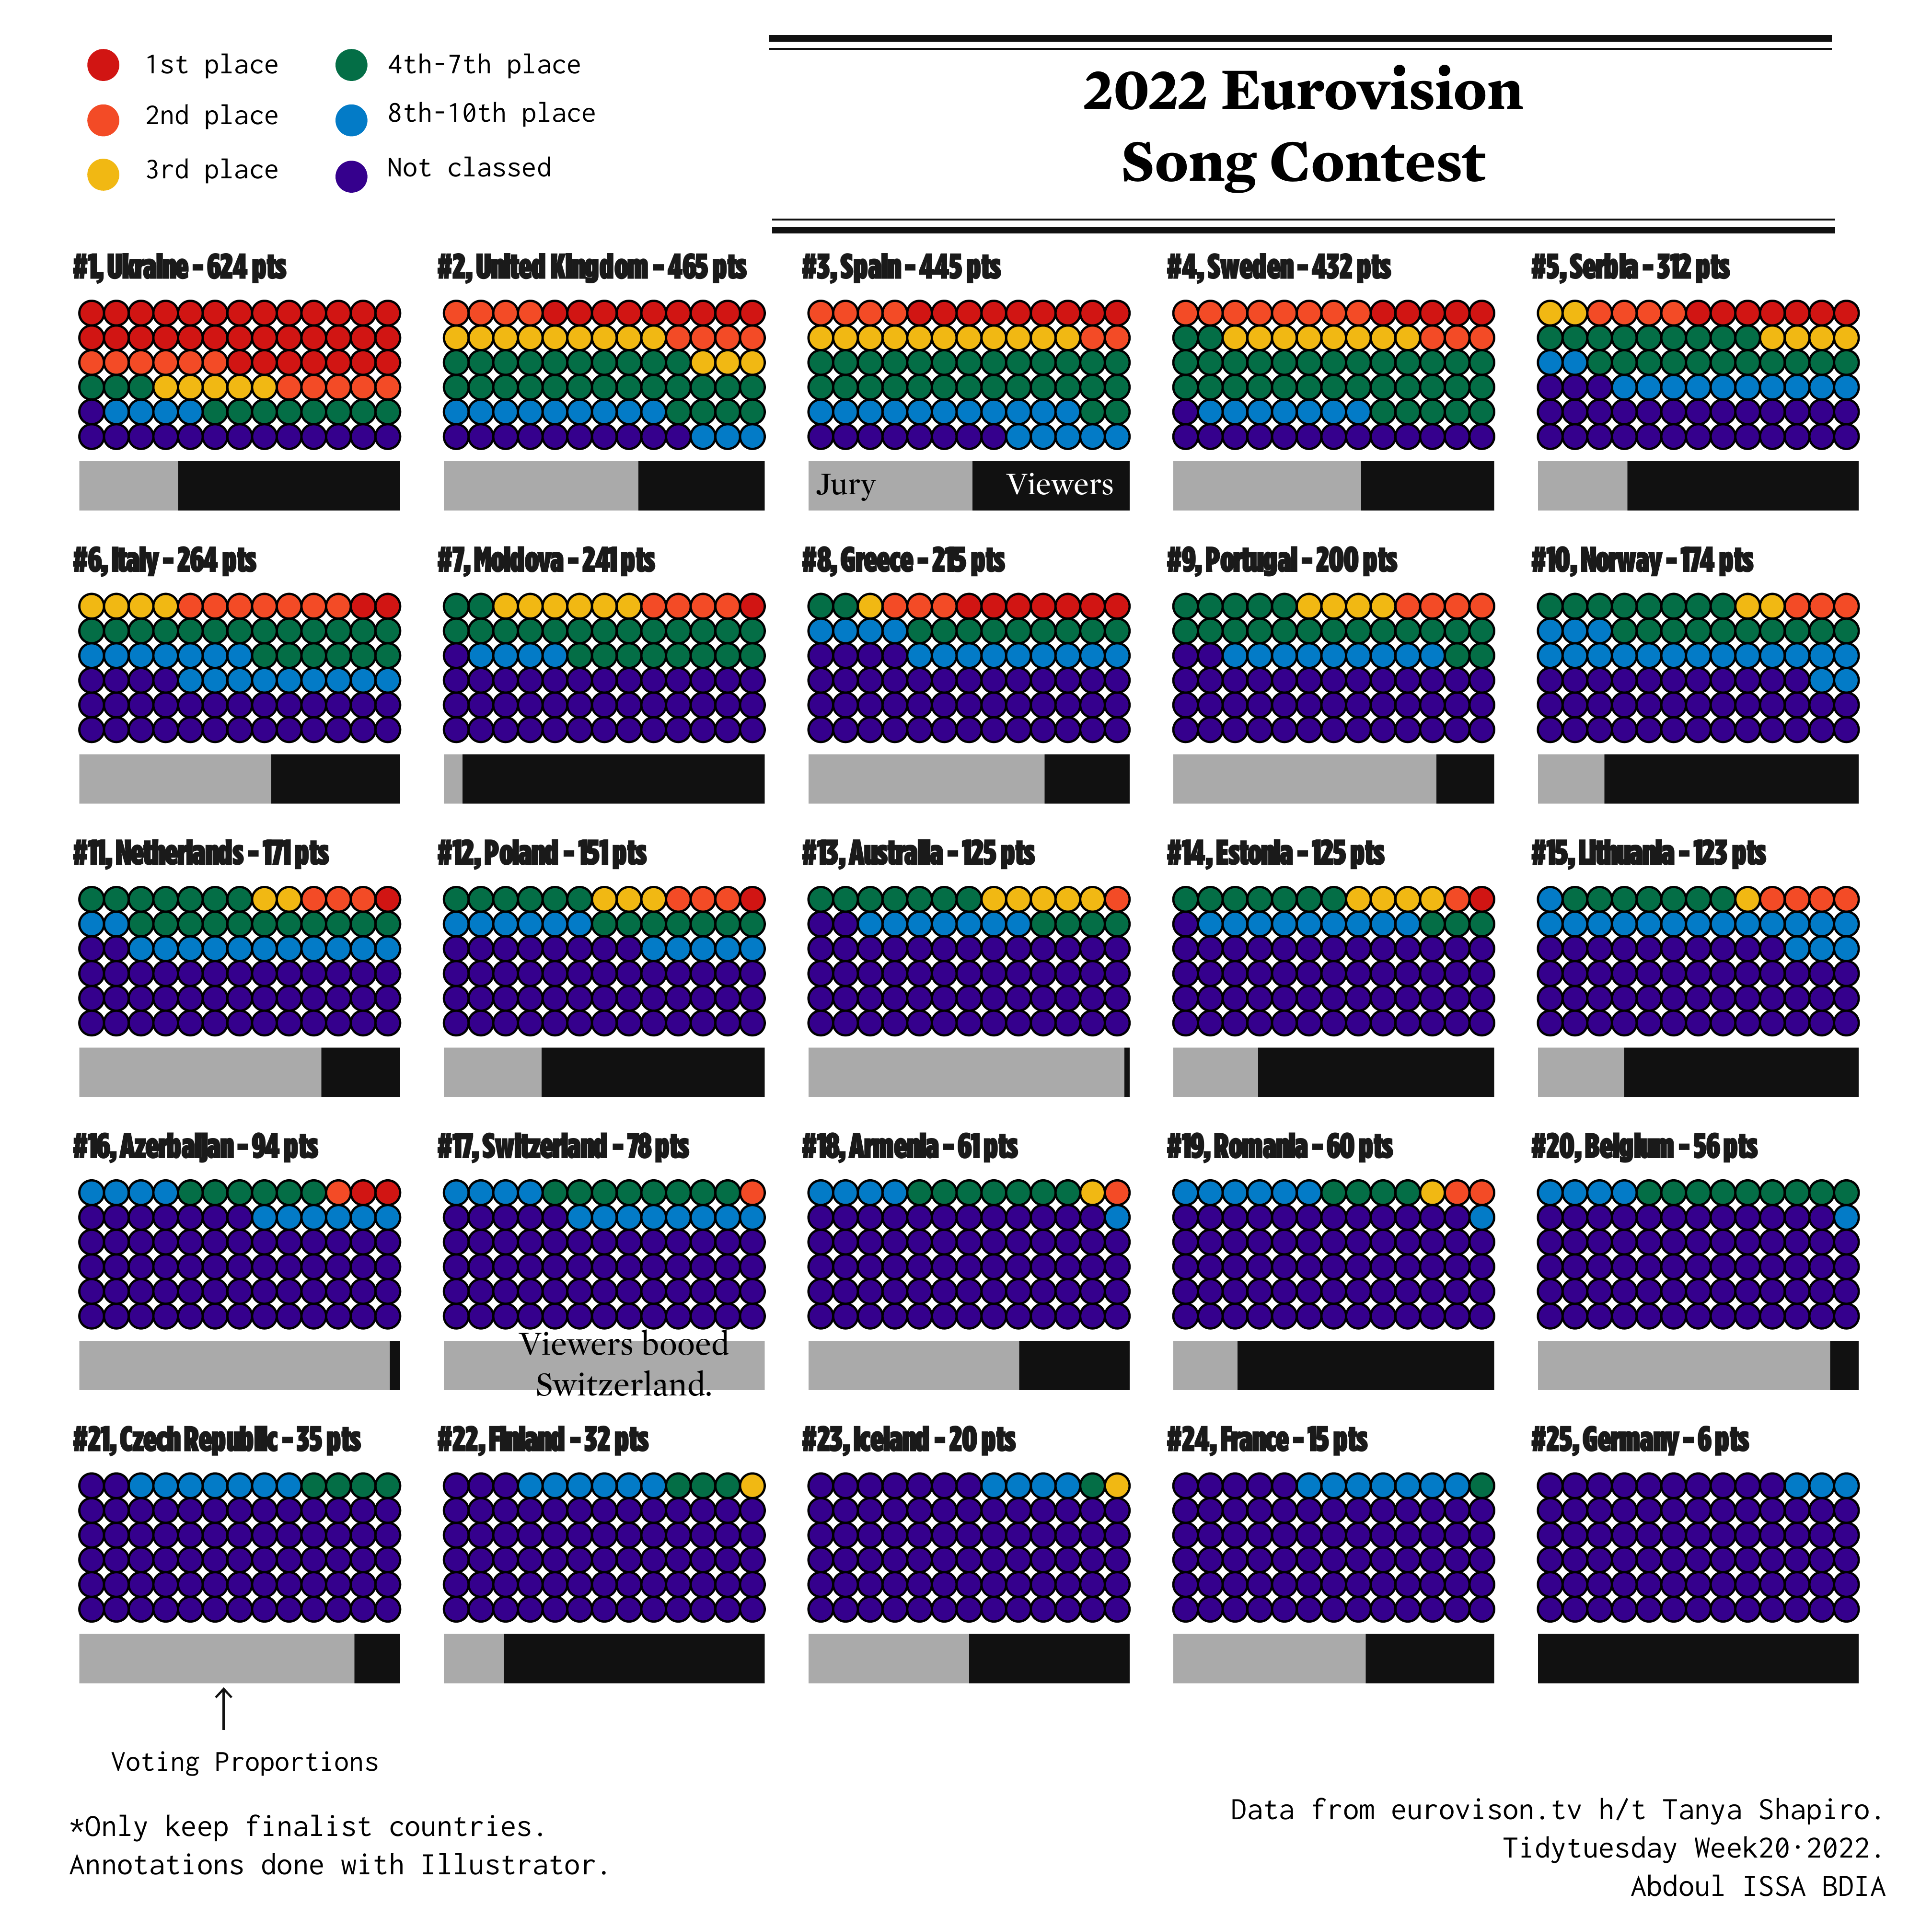 1st place
2nd place
3rd place
4th-7th place
8th-10th place
Not classed
2022 Eurovision
Song Contest
#1, Ukraine - 624 pts
#2, United Kingdom - 465 pts
#3, Spain - 445 pts
#4, Sweden - 432 pts
#5, Serbia - 312 pts
Jury
Viewers
#6, Italy - 264 pts
#7, Moldova - 241 pts
#8, Greece - 215 pts
#9, Portugal - 200 pts
#10, Norway - 174 pts
#11, Netherlands - 171 pts
#12, Poland - 151 pts
#13, Australia - 125 pts
#14, Estonia - 125 pts
#15, Lithuania - 123 pts
#16, Azerbaijan - 94 pts
#17, Switzerland - 78 pts
#18, Armenia - 61 pts
#19, Romania - 60 pts
#20, Belgium - 56 pts
Viewers booed
Switzerland.
#21, Czech Republic - 35 pts
#22, Finland - 32 pts
#23, Iceland - 20 pts
#24, France - 15 pts
#25, Germany - 6 pts
Voting Proportions
*Only keep finalist countries.
Annotations done with Illustrator.
Data from eurovison.tv h/t Tanya Shapiro.
Tidytuesday Week20·2022.
Abdoul ISSA BDIA